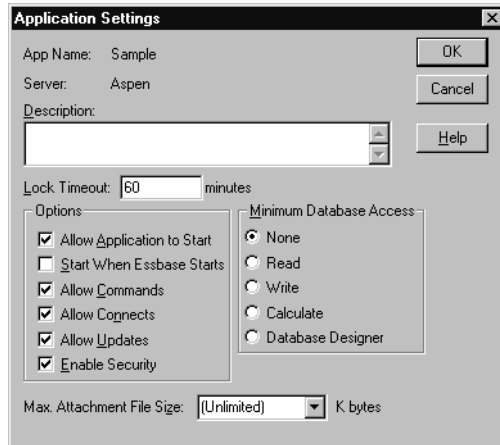 Application Settings
App Name: Sample
OK
Server: Aspen
Cancel
Description:
Help
Lock Timeout: 60 minutes
Options
Minimum Database Access
Allow Application to Start
None
Start When Essbase Starts
Read
Allow Commands
Write
Allow Connects
Calculate
Allow Updates
Database Designer
Enable Security
Max. Attachment File Size: (Unlimited) K bytes